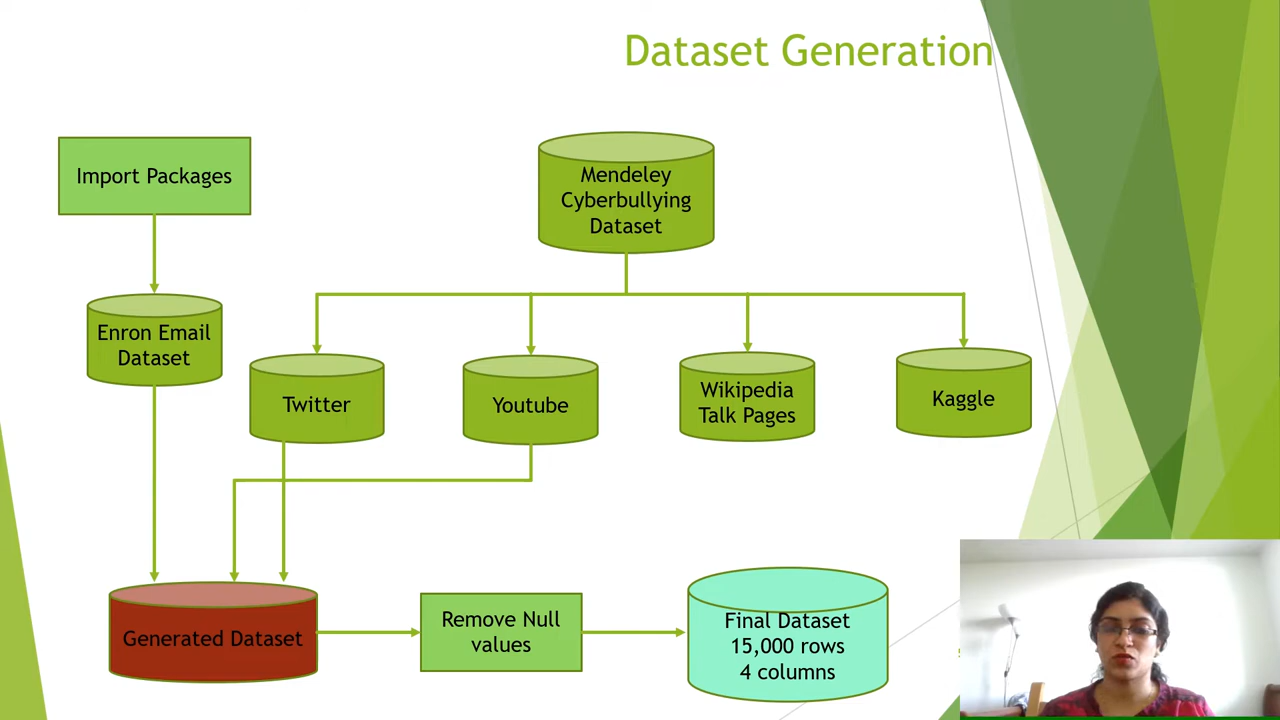 Dataset Generation
Import Packages
Mendeley
Cyberbullying
Dataset
Enron Email
Dataset
Twitter
Youtube
Wikipedia
Talk Pages
Kaggle
Generated Dataset
Remove Null
values
Final Dataset
15,000 rows
4 columns